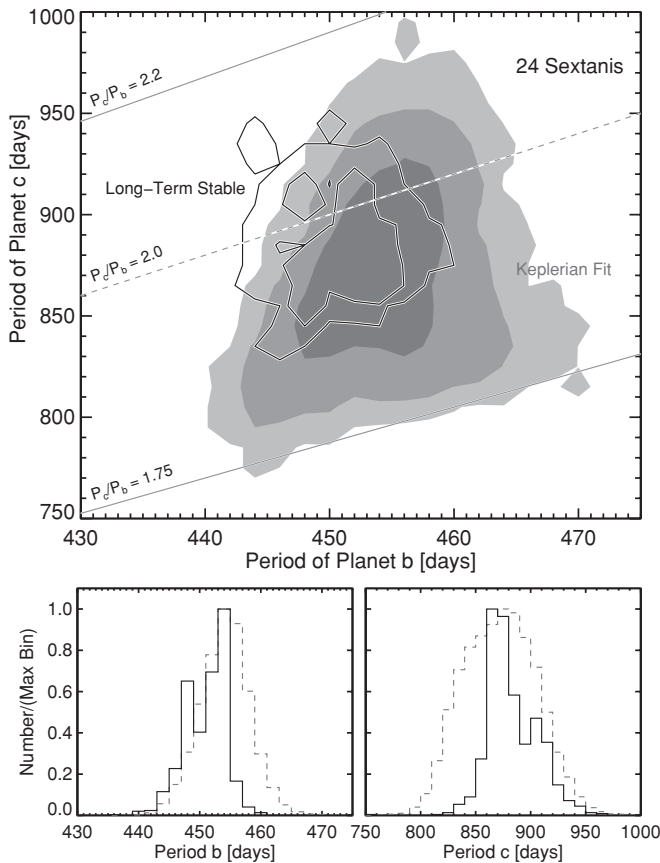 1000
950
900
850
800
750
430
440
450
460
470
Period of Planet c [days]
Period of Planet b [days]
24 Sextanis
P_c/P_b = 2.2
Long-Term Stable
P_c/P_b = 2.0
Keplerian Fit
P_c/P_b = 1.75
1.0
0.8
0.6
0.4
0.2
0.0
Number/(Max Bin)
430 440 450 460 470
Period b [days]
750 800 850 900 950 1000
Period c [days]